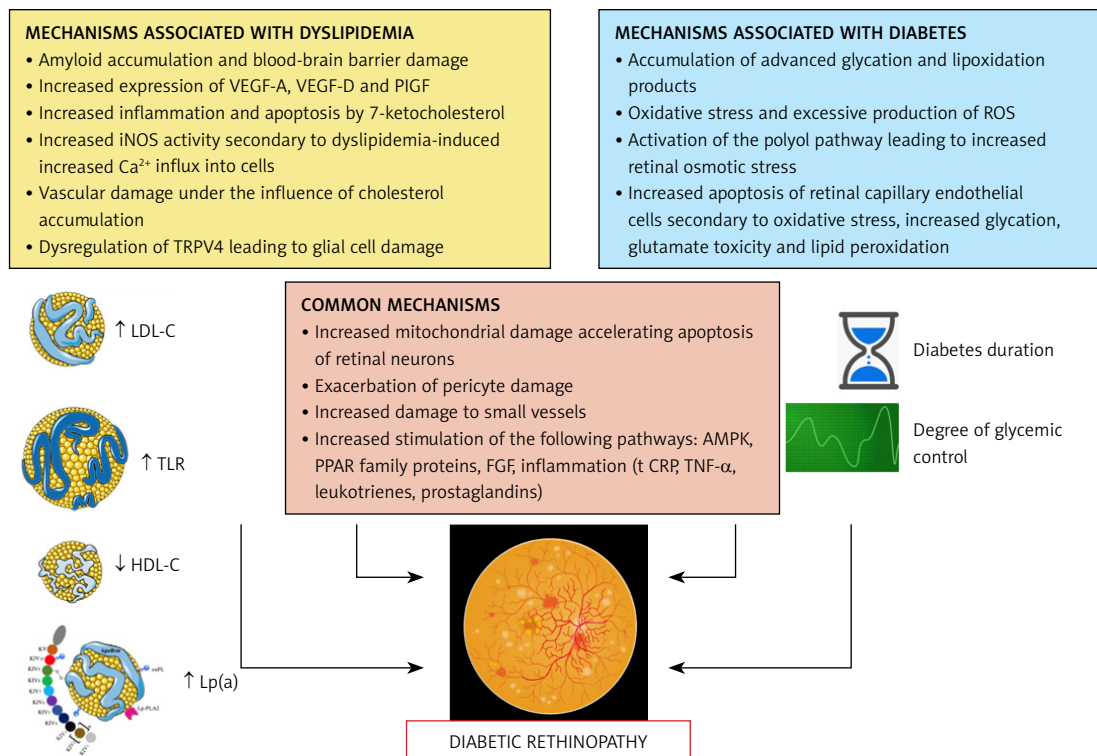 MECHANISMS ASSOCIATED WITH DYSLIPIDEMIA
• Amyloid accumulation and blood-brain barrier damage
• Increased expression of VEGF-A, VEGF-D and PIGF
• Increased inflammation and apoptosis by 7-ketocholesterol
• Increased iNOS activity secondary to dyslipidemia-induced
increased Ca²⁺ influx into cells
• Vascular damage under the influence of cholesterol
accumulation
• Dysregulation of TRPV4 leading to glial cell damage
MECHANISMS ASSOCIATED WITH DIABETES
• Accumulation of advanced glycation and lipoxidation
products
• Oxidative stress and excessive production of ROS
• Activation of the polyol pathway leading to increased
retinal osmotic stress
• Increased apoptosis of retinal capillary endothelial
cells secondary to oxidative stress, increased glycation,
glutamate toxicity and lipid peroxidation
COMMON MECHANISMS
• Increased mitochondrial damage accelerating apoptosis
of retinal neurons
• Exacerbation of pericyte damage
• Increased damage to small vessels
• Increased stimulation of the following pathways: AMPK,
PPAR family proteins, FGF, inflammation (t CRP, TNF-α,
leukotrienes, prostaglandins)
↑ LDL-C
↑ TLR
↓ HDL-C
↑ Lp(a)
Diabetes duration
Degree of glycemic
control
KV
oxPL
Lp-PLA2
DIABETIC RETHINOPATHY